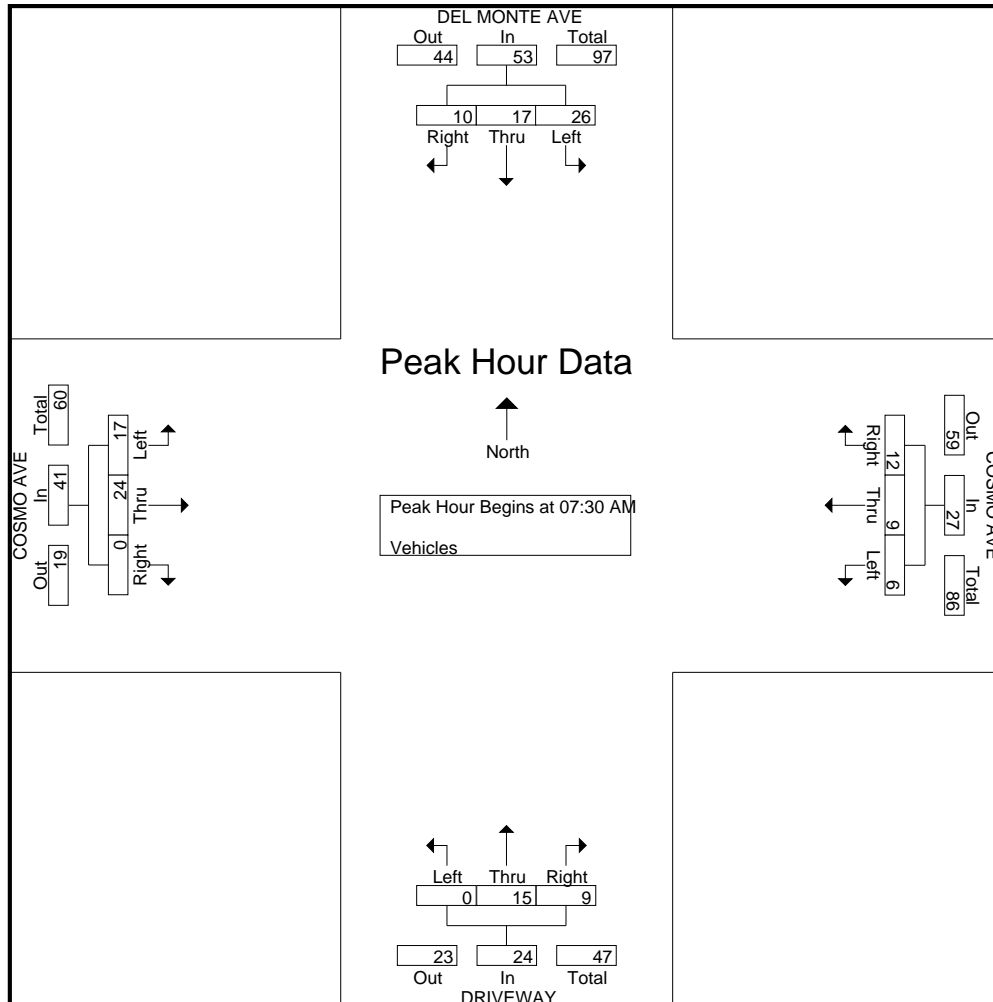 DEL MONTE AVE
Out In Total
44 53 97
10 17 26
Right Thru Left
Peak Hour Data
North
Peak Hour Begins at 07:30 AM
Vehicles
COSMO AVE
Out In Total
19 41 60
Left Thru Right
17 24 0
COSMO AVE
Out In Total
59 27 86
Right Thru Left
12 9 6
Left Thru Right
0 15 9
23 24 47
Out In Total
DRIVEWAY